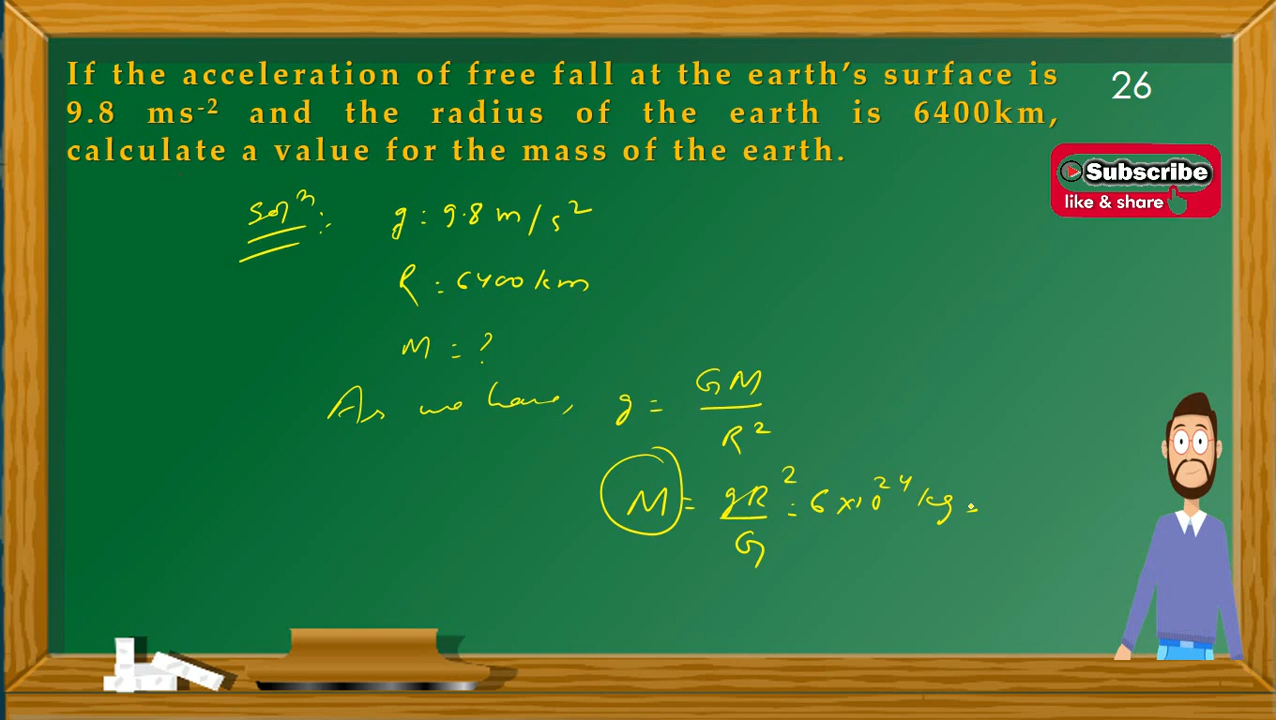 If the acceleration of free fall at the earth’s surface is
9.8 ms⁻² and the radius of the earth is 6400km,
calculate a value for the mass of the earth.
26
Subscribe
like & share
Solⁿ:
g = 9.8 m/s²
R = 6400 km
M = ?
As we have, g = GM/R²
M = gR²/G = 6×10²⁴ kg =